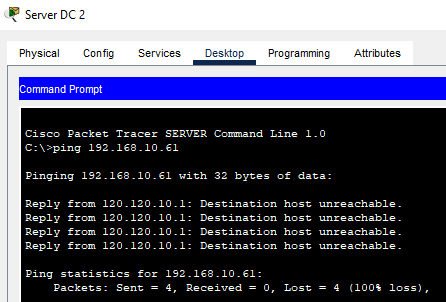 Server DC 2
Physical Config Services Desktop Programming Attributes
Command Prompt
Cisco Packet Tracer SERVER Command Line 1.0
C:\>ping 192.168.10.61
Pinging 192.168.10.61 with 32 bytes of data:
Reply from 120.120.10.1: Destination host unreachable.
Reply from 120.120.10.1: Destination host unreachable.
Reply from 120.120.10.1: Destination host unreachable.
Reply from 120.120.10.1: Destination host unreachable.
Ping statistics for 192.168.10.61:
Packets: Sent = 4, Received = 0, Lost = 4 (100% loss),